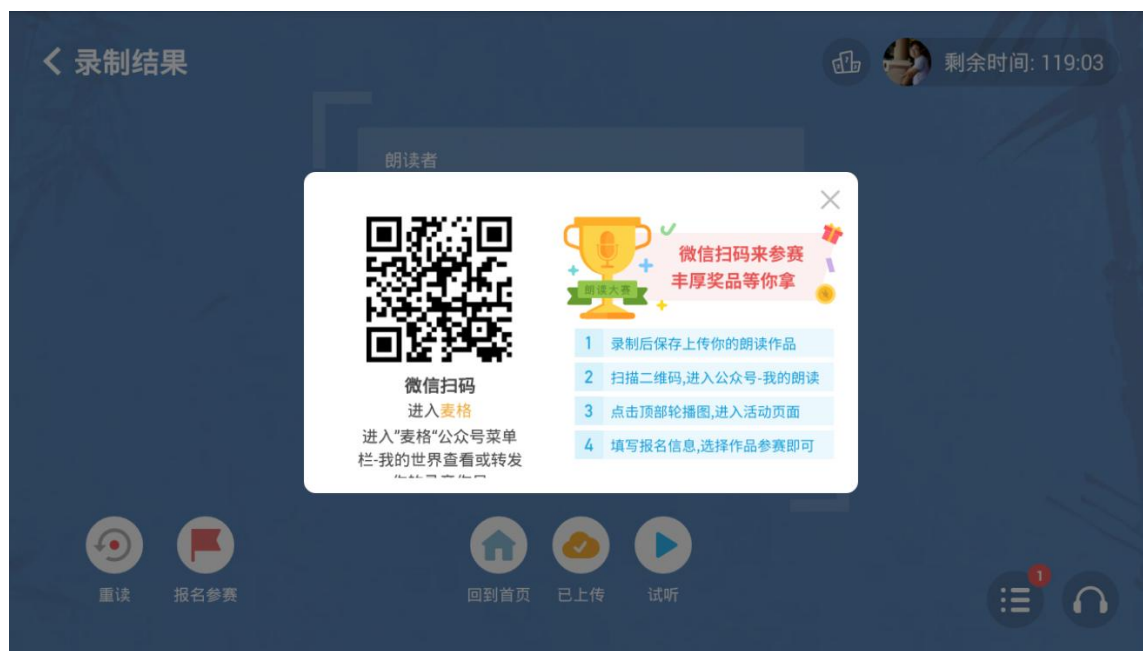 录制结果
剩余时间: 119:03
朗读者
微信扫码
进入麦格
进入"麦格"公众号菜单
栏-我的世界查看或转发
朗读大赛
微信扫码来参赛
丰厚奖品等你拿
1 录制后保存上传你的朗读作品
2 扫描二维码,进入公众号-我的朗读
3 点击顶部轮播图,进入活动页面
4 填写报名信息,选择作品参赛即可
重读
报名参赛
回到首页
已上传
试听
1